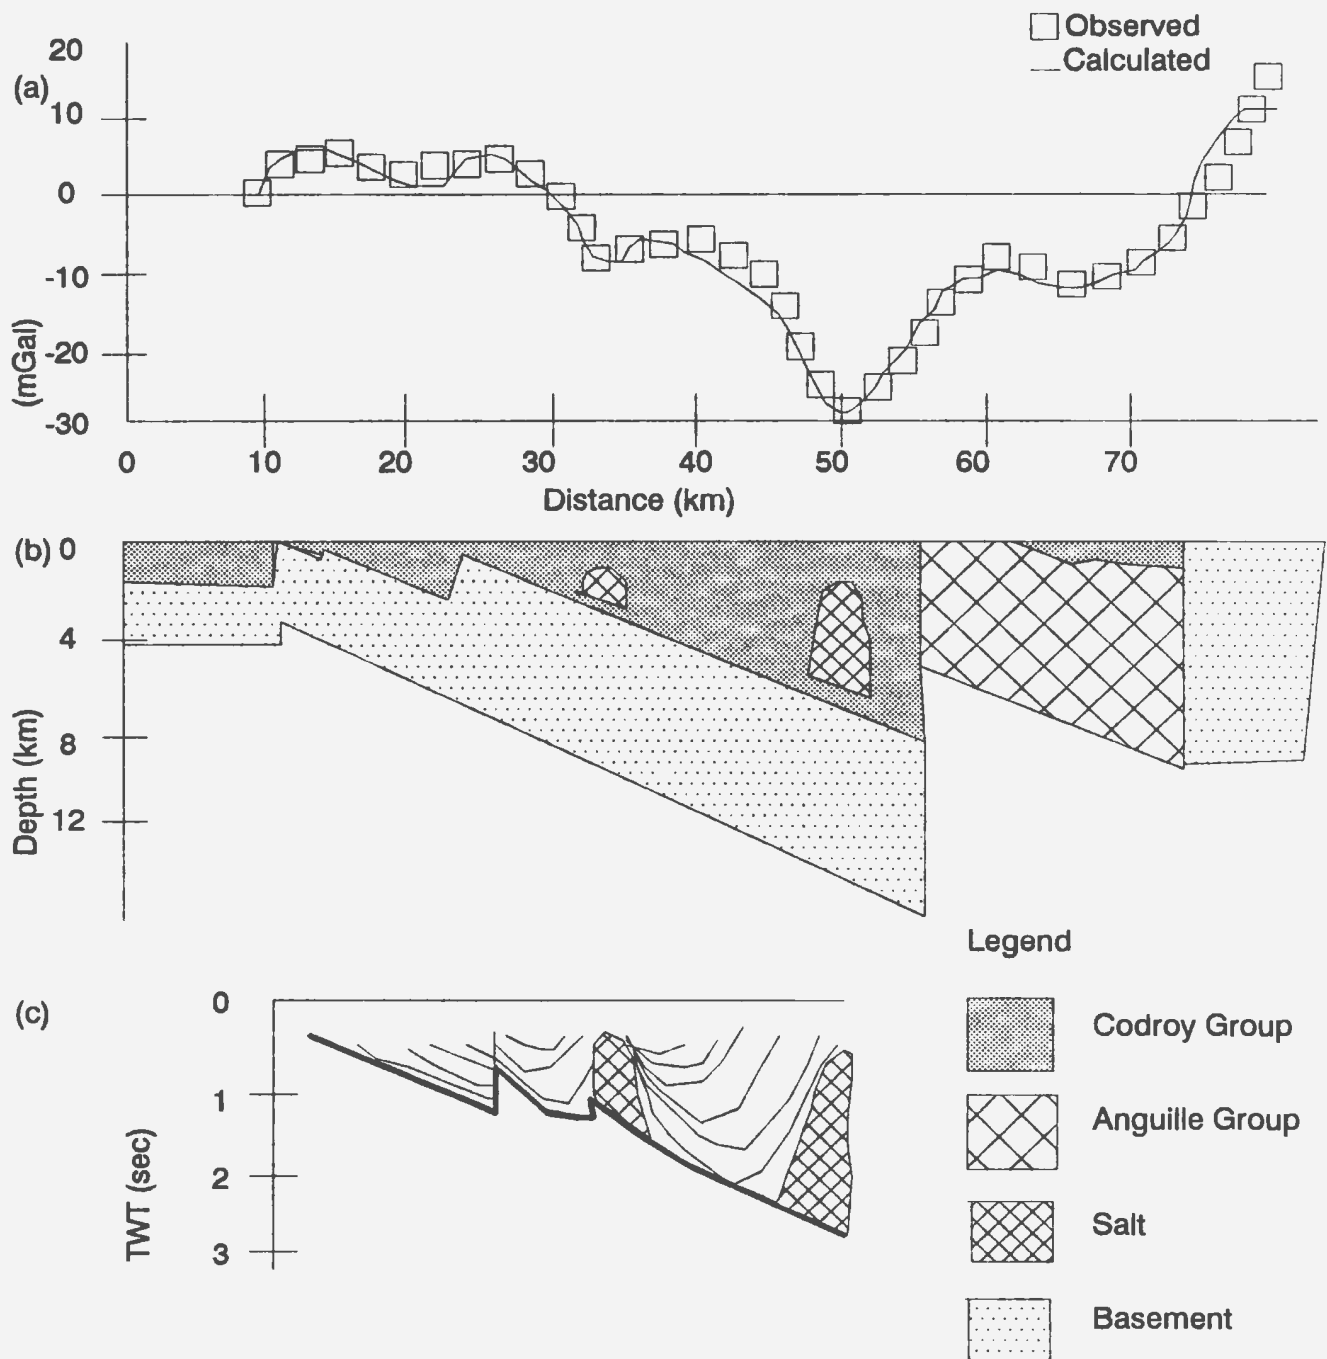 Observed
Calculated
(a)
20
10
0
-10
-20
-30
(mGal)
0 10 20 30 40 50 60 70
Distance (km)
(b)
0
4
8
12
Depth (km)
Legend
Codroy Group
Anguille Group
Salt
Basement
(c)
0
1
2
3
TWT (sec)